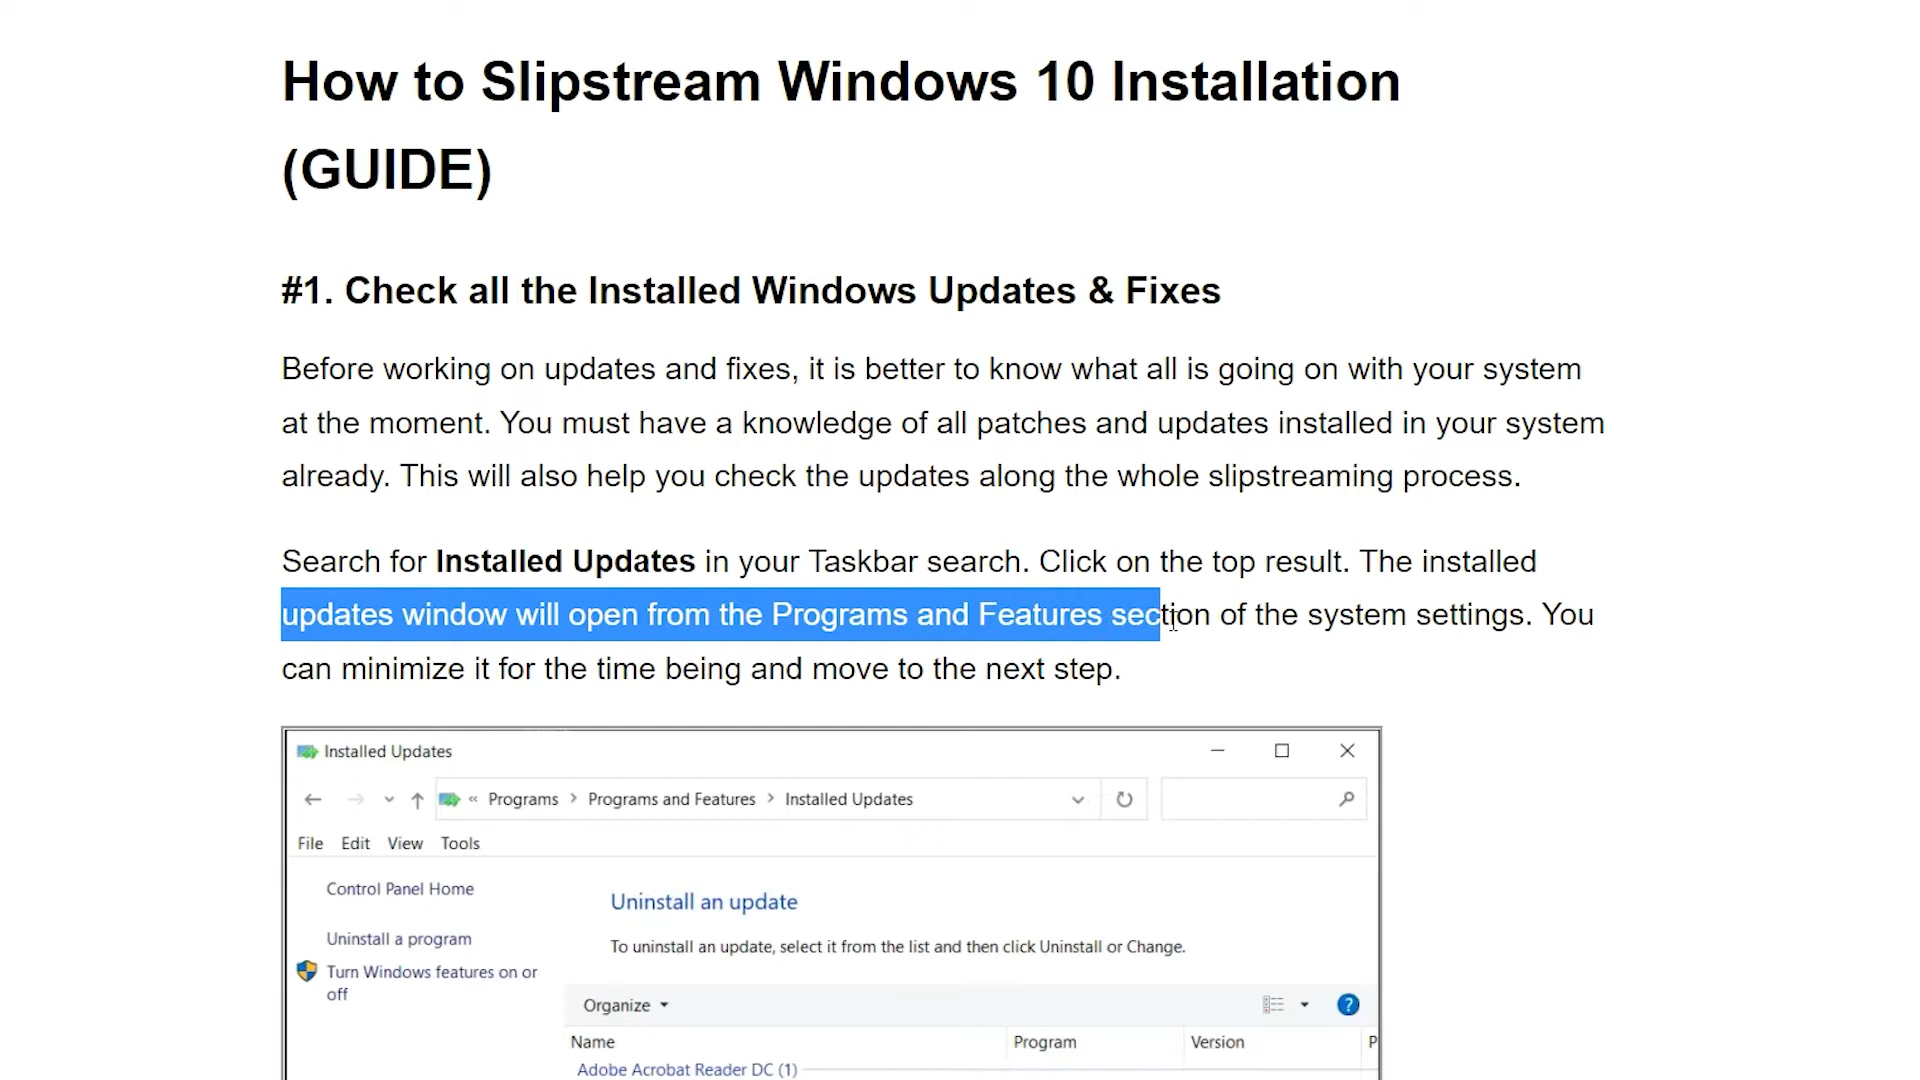 How to Slipstream Windows 10 Installation
(GUIDE)
#1. Check all the Installed Windows Updates & Fixes
Before working on updates and fixes, it is better to know what all is going on with your system
at the moment. You must have a knowledge of all patches and updates installed in your system
already. This will also help you check the updates along the whole slipstreaming process.
Search for Installed Updates in your Taskbar search. Click on the top result. The installed
updates window will open from the Programs and Features section of the system settings. You
can minimize it for the time being and move to the next step.
Installed Updates
« Programs > Programs and Features > Installed Updates
File Edit View Tools
Control Panel Home
Uninstall a program
Turn Windows features on or
off
Uninstall an update
To uninstall an update, select it from the list and then click Uninstall or Change.
Organize
?
Name Program Version P
Adobe Acrobat Reader DC (1)